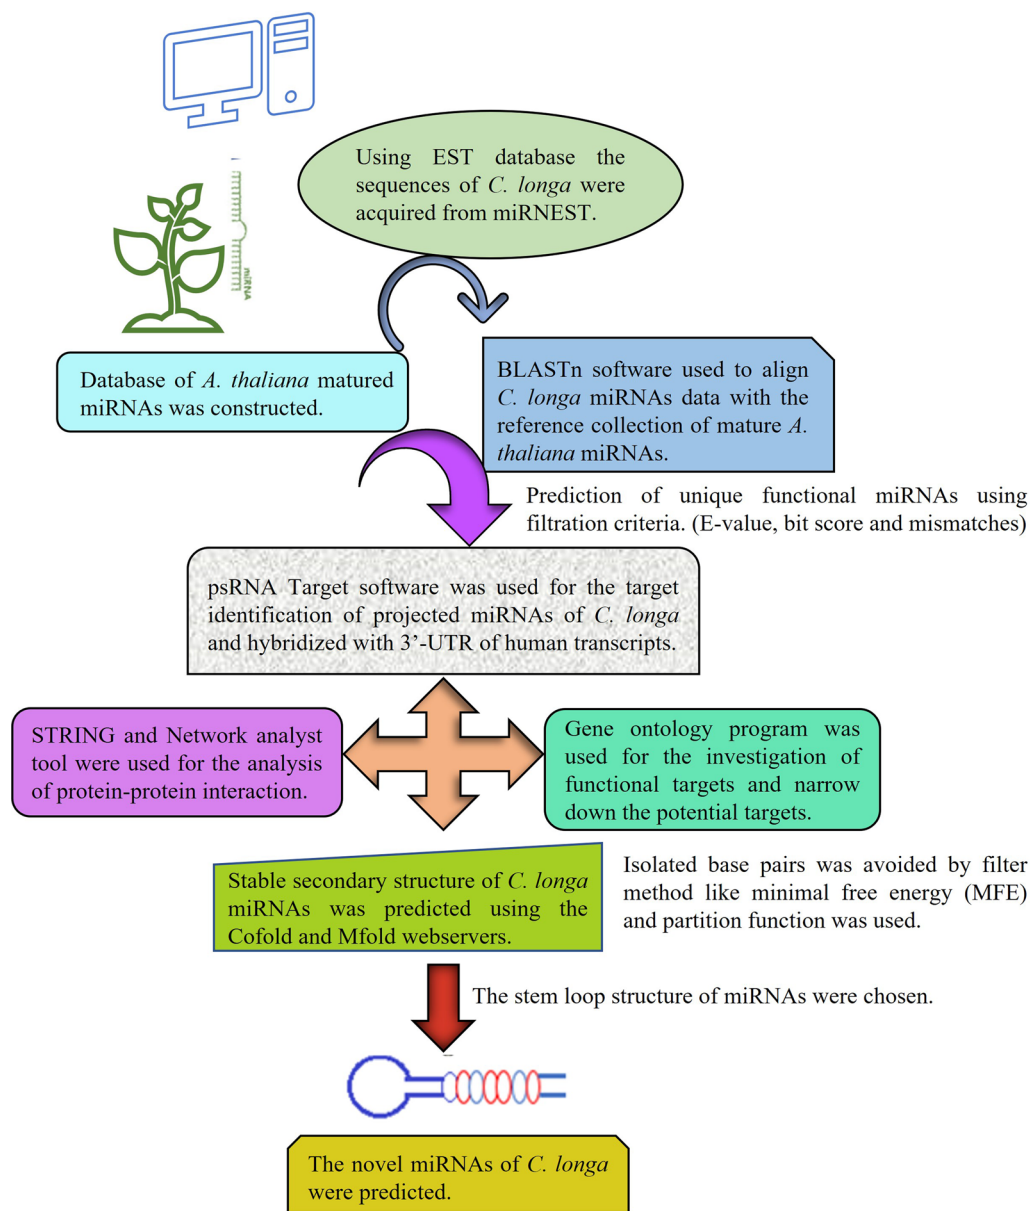 Using EST database the
sequences of C. longa were
acquired from miRNEST.
miRNA
Database of A. thaliana matured
miRNAs was constructed.
BLASTn software used to align
C. longa miRNAs data with the
reference collection of mature A.
thaliana miRNAs.
Prediction of unique functional miRNAs using
filtration criteria. (E-value, bit score and mismatches)
psRNA Target software was used for the target
identification of projected miRNAs of C. longa
and hybridized with 3’-UTR of human transcripts.
STRING and Network analyst
tool were used for the analysis
of protein-protein interaction.
Gene ontology program was
used for the investigation of
functional targets and narrow
down the potential targets.
Stable secondary structure of C. longa
miRNAs was predicted using the
Cofold and Mfold webservers.
Isolated base pairs was avoided by filter
method like minimal free energy (MFE)
and partition function was used.
The stem loop structure of miRNAs were chosen.
The novel miRNAs of C. longa
were predicted.